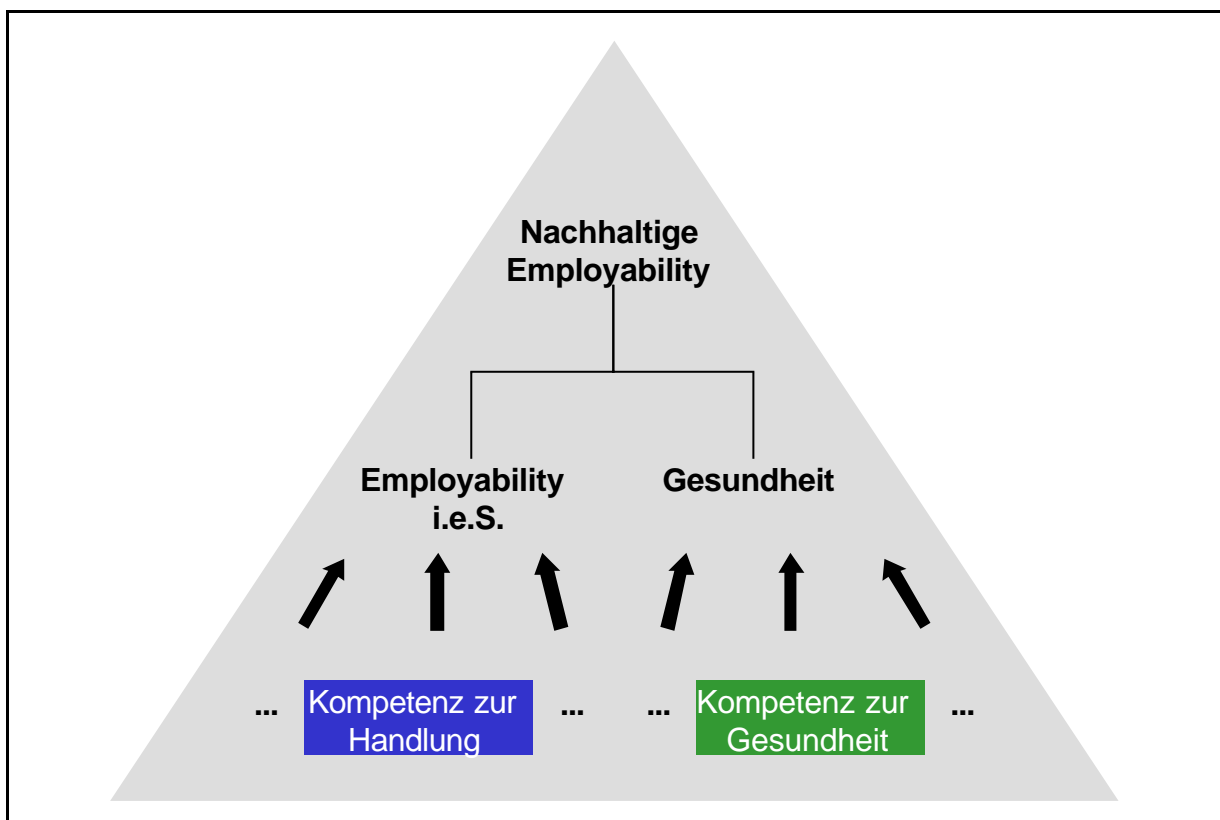 Nachhaltige
Employability
Employability
i.e.S.
Gesundheit
... Kompetenz zur
Handlung ... ... Kompetenz zur
Gesundheit ...